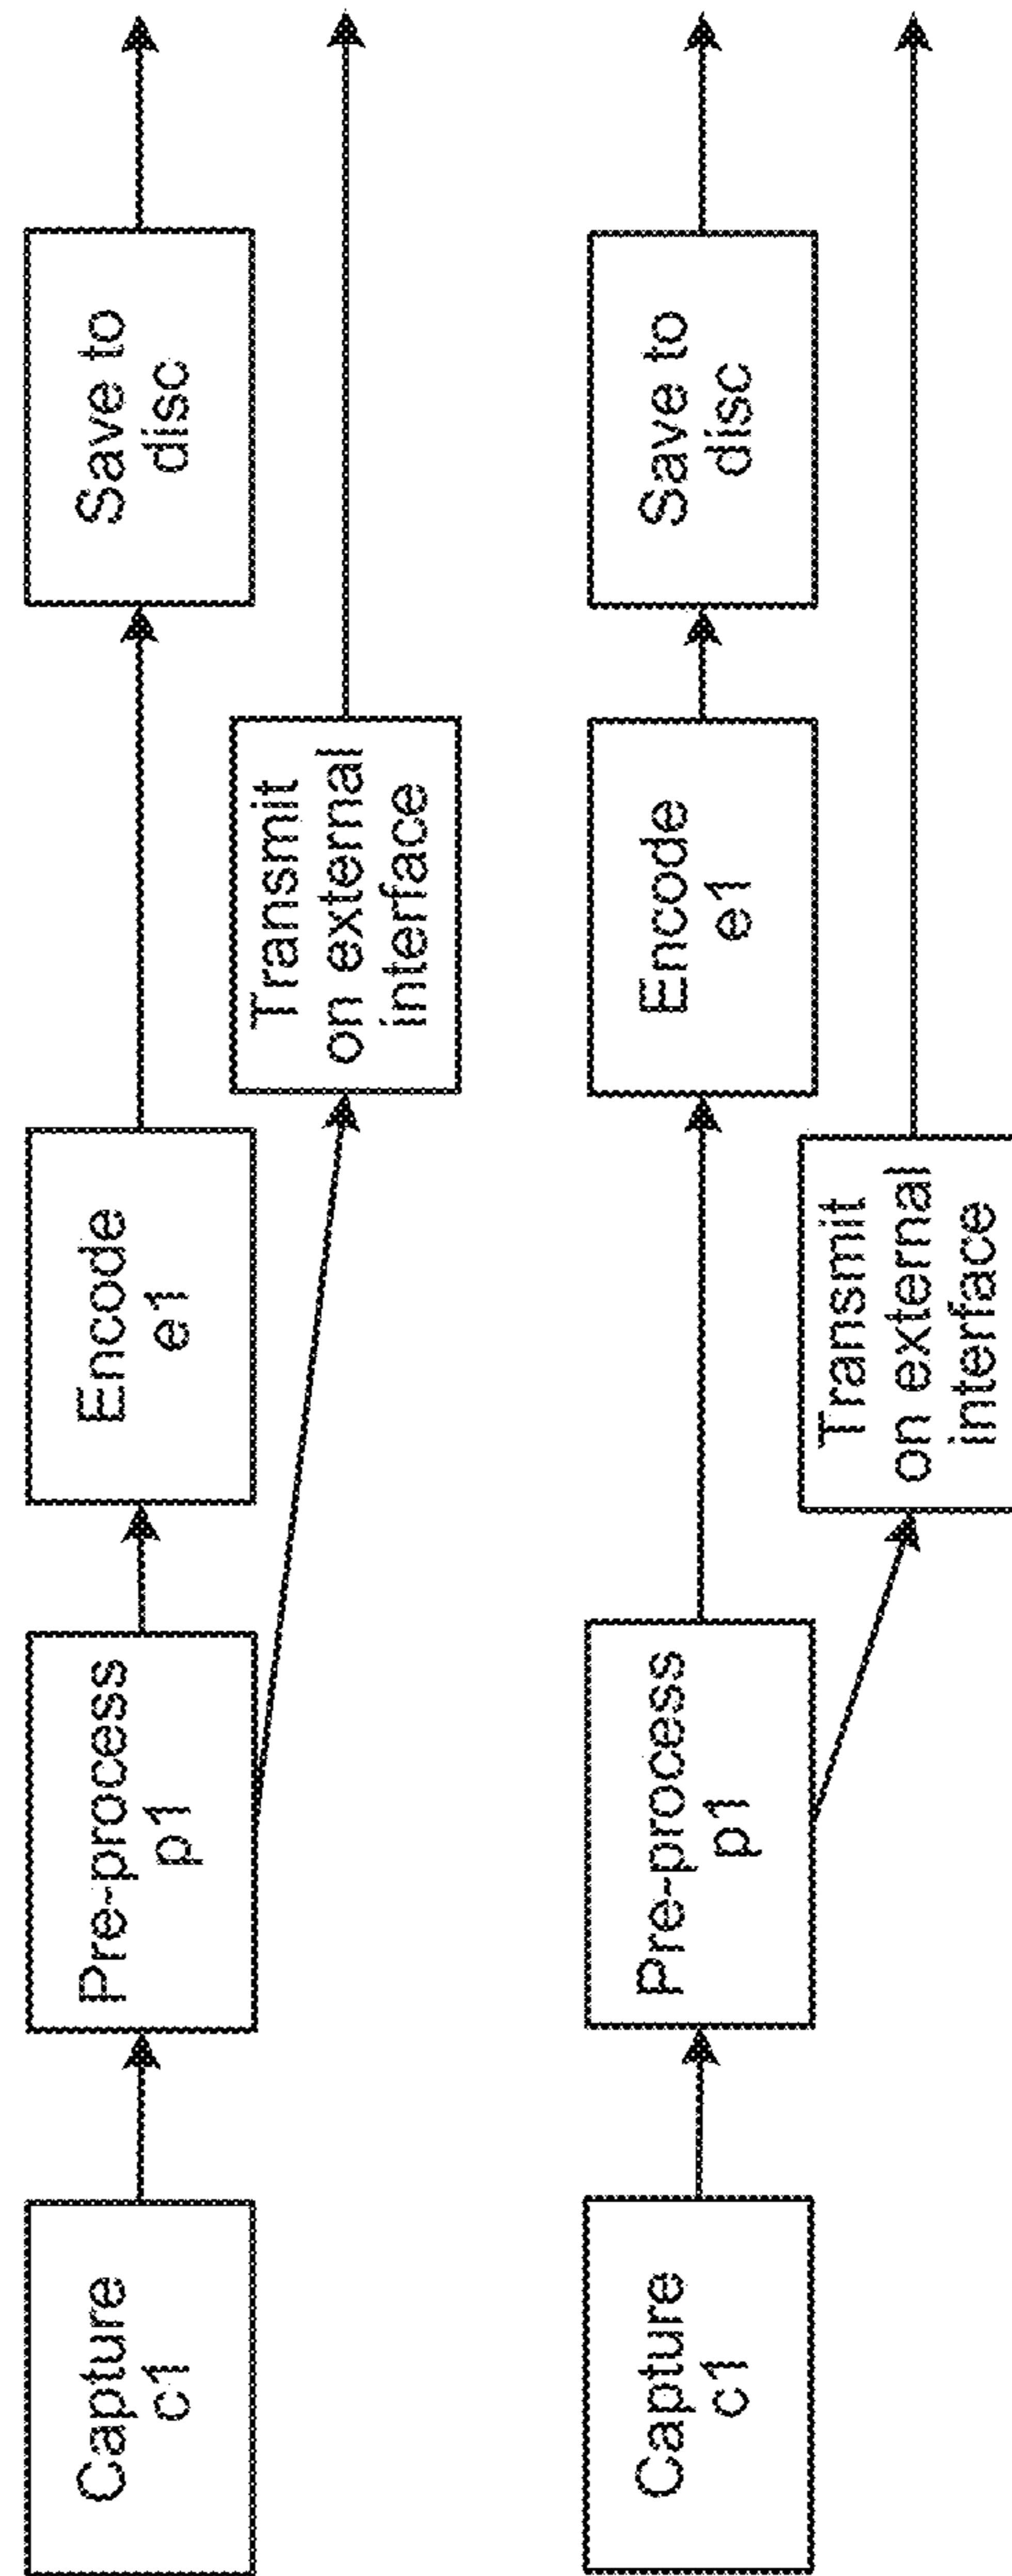 Capture
c1
Pre-process
p1
Encode
e1
Save to
disc
Transmit
on external
interface
Capture
c1
Pre-process
p1
Encode
e1
Save to
disc
Transmit
on external
interface